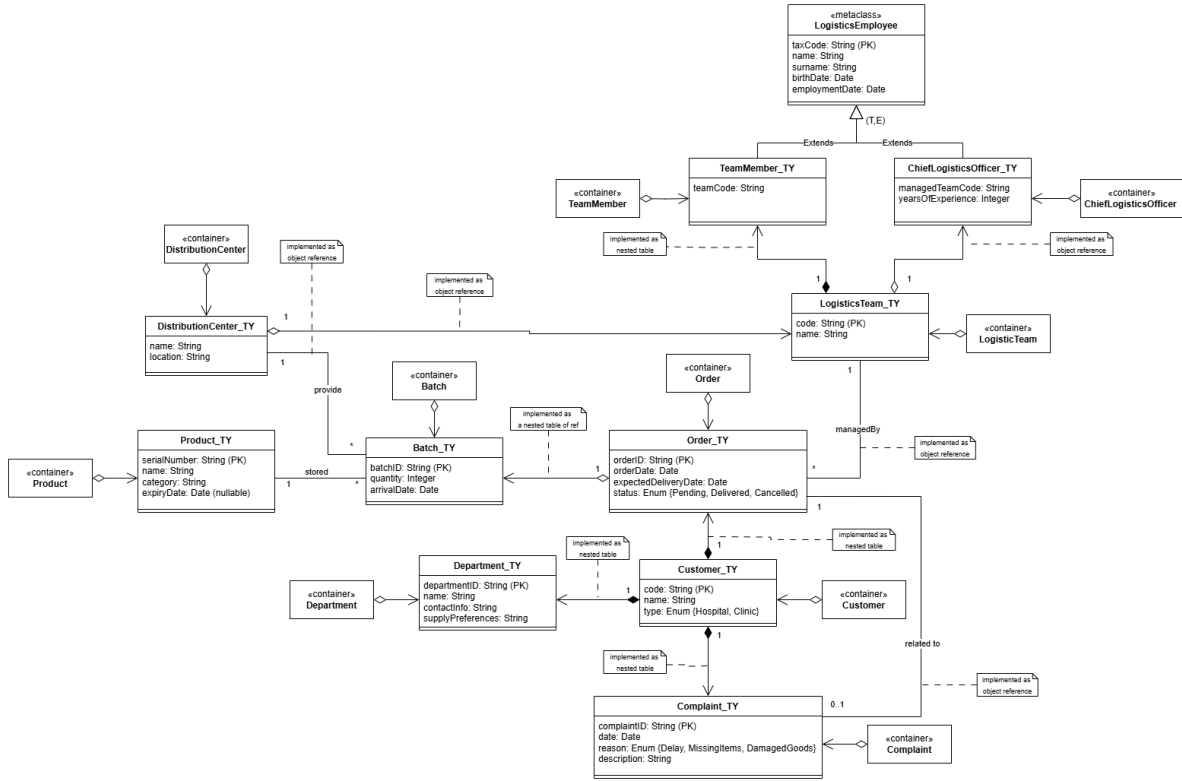 «metaclass»
LogisticsEmployee
taxCode: String (PK)
name: String
surname: String
birthDate: Date
employmentDate: Date
(T,E)
Extends
Extends
TeamMember_TY
teamCode: String
ChiefLogisticsOfficer_TY
managedTeamCode: String
yearsOfExperience: Integer
«container»
TeamMember
«container»
ChiefLogisticsOfficer
implemented as
nested table
implemented as
object reference
«container»
DistributionCenter
implemented as
object reference
implemented as
object reference
1
1
DistributionCenter_TY
name: String
location: String
1
1
LogisticsTeam_TY
code: String (PK)
name: String
«container»
LogisticTeam
1
provide
«container»
Batch
«container»
Order
implemented as
a nested table of ref
managedBy
implemented as
object reference
Product_TY
serialNumber: String (PK)
name: String
category: String
expiryDate: Date (nullable)
«container»
Product
stored
1
*
*
Batch_TY
batchID: String (PK)
quantity: Integer
arrivalDate: Date
1
Order_TY
orderID: String (PK)
orderDate: Date
expectedDeliveryDate: Date
status: Enum {Pending, Delivered, Cancelled}
*
1
implemented as
nested table
implemented as
nested table
1
Department_TY
departmentID: String (PK)
name: String
contactInfo: String
supplyPreferences: String
«container»
Department
1
Customer_TY
code: String (PK)
name: String
type: Enum {Hospital, Clinic}
«container»
Customer
1
related to
implemented as
nested table
implemented as
object reference
0..1
Complaint_TY
complaintID: String (PK)
date: Date
reason: Enum {Delay, MissingItems, DamagedGoods}
description: String
«container»
Complaint